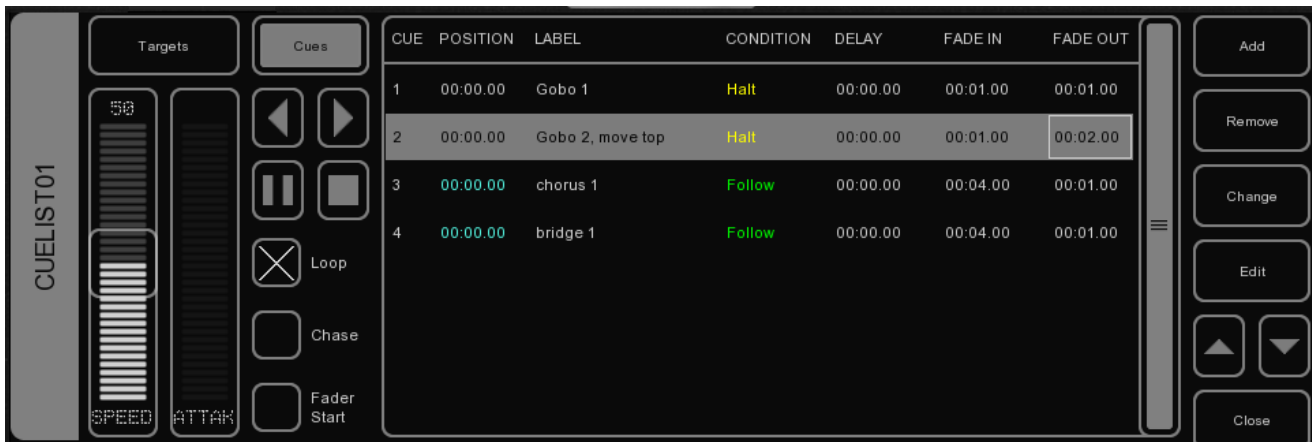 CUELIST01
Targets
Cues
50
SPEED
ATTAK
Loop
Chase
Fader
Start
CUE POSITION LABEL CONDITION DELAY FADE IN FADE OUT
1 00:00.00 Gobo 1 Halt 00:00.00 00:01.00 00:01.00
2 00:00.00 Gobo 2, move top Halt 00:00.00 00:01.00 00:02.00
3 00:00.00 chorus 1 Follow 00:00.00 00:04.00 00:01.00
4 00:00.00 bridge 1 Follow 00:00.00 00:04.00 00:01.00
Add
Remove
Change
Edit
Close